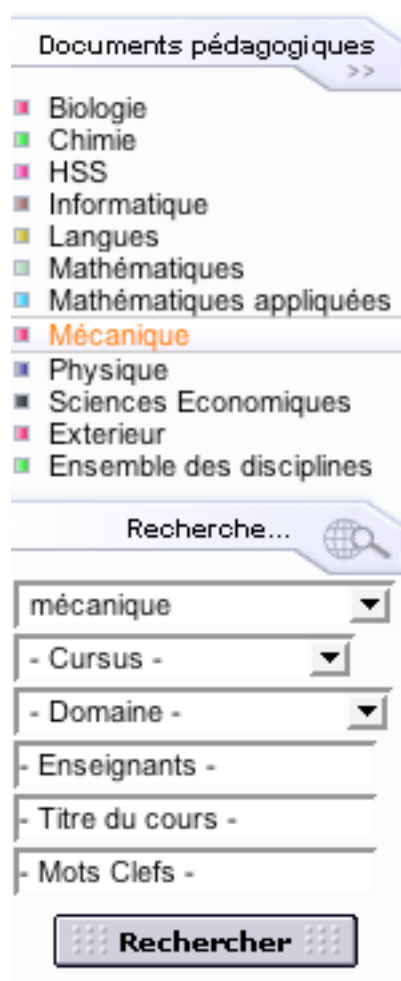 Documents pédagogiques
>>
Biologie
Chimie
HSS
Informatique
Langues
Mathématiques
Mathématiques appliquées
Mécanique
Physique
Sciences Economiques
Exterieur
Ensemble des disciplines
Recherche...
mécanique
- Cursus -
- Domaine -
- Enseignants -
- Titre du cours -
- Mots Clefs -
Rechercher